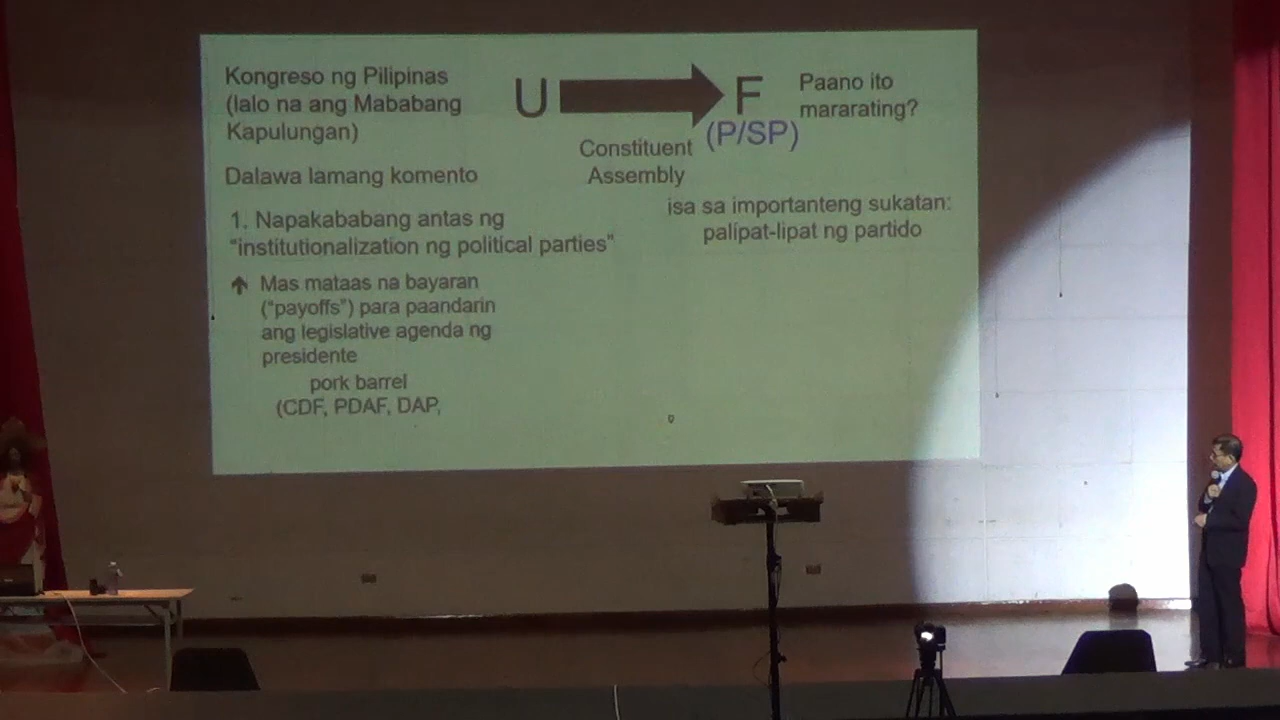 Kongreso ng Pilipinas
(lalo na ang Mababang
Kapulungan)
U
F
(P/SP)
Paano ito
mararating?
Constituent
Assembly
Dalawa lamang komento
1. Napakababang antas ng
“institutionalization ng political parties”
isa sa importanteng sukatan:
palipat-lipat ng partido
Mas mataas na bayaran
(“payoffs”) para paandarin
ang legislative agenda ng
presidente
pork barrel
(CDF, PDAF, DAP,